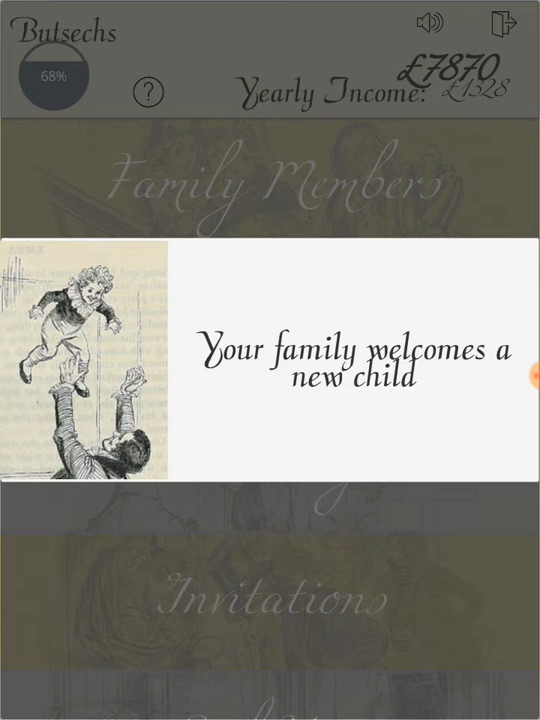 Butsechs
68%
?
£7870
Yearly Income:
£1328
Family Members
Your family welcomes a
new child
Invitations